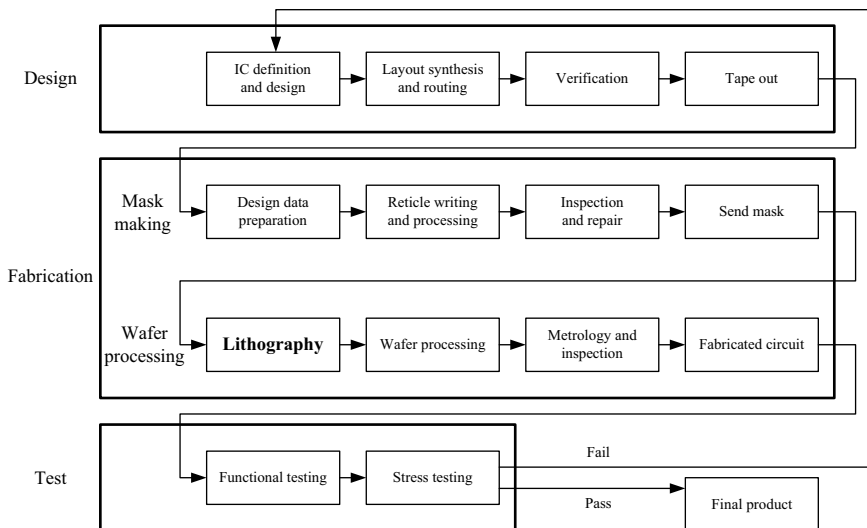 Design
IC definition
and design
Layout synthesis
and routing
Verification
Tape out
Fabrication
Mask
making
Design data
preparation
Reticle writing
and processing
Inspection
and repair
Send mask
Wafer
processing
Lithography
Wafer processing
Metrology and
inspection
Fabricated circuit
Test
Functional testing
Stress testing
Fail
Pass
Final product